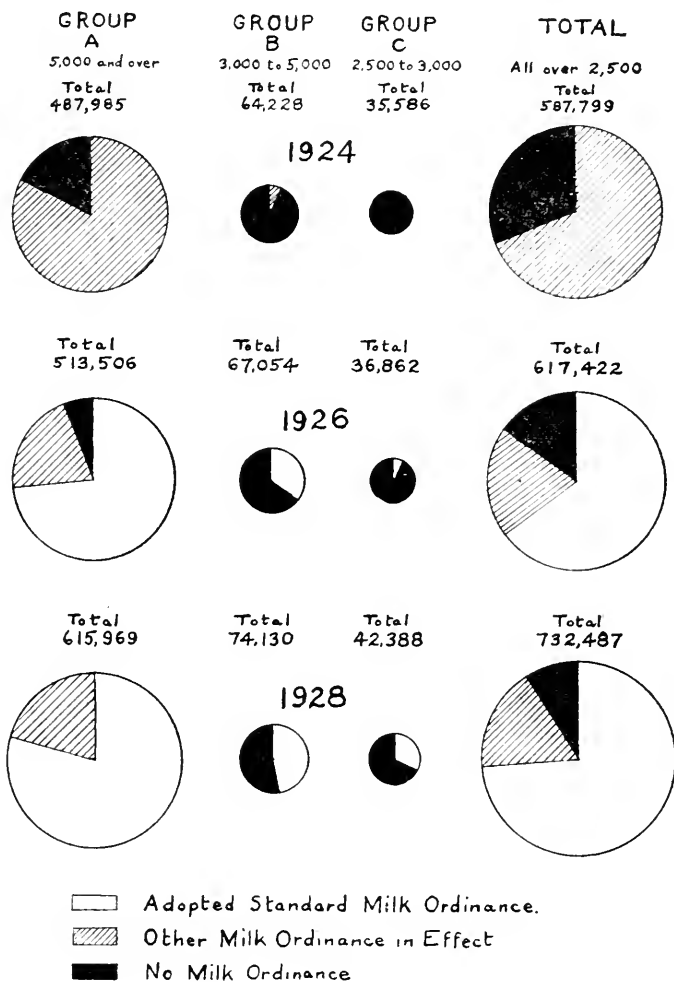 GROUP GROUP GROUP TOTAL
A B C
5,000 and over 3,000 to 5,000 2,500 to 3,000 All over 2,500
Total Total Total Total
487,985 64,228 35,586 587,799
1924
Total Total Total Total
513,506 67,054 36,862 617,422
1926
Total Total Total Total
615,969 74,130 42,388 732,487
1928
Adopted Standard Milk Ordinance.
Other Milk Ordinance in Effect
No Milk Ordinance